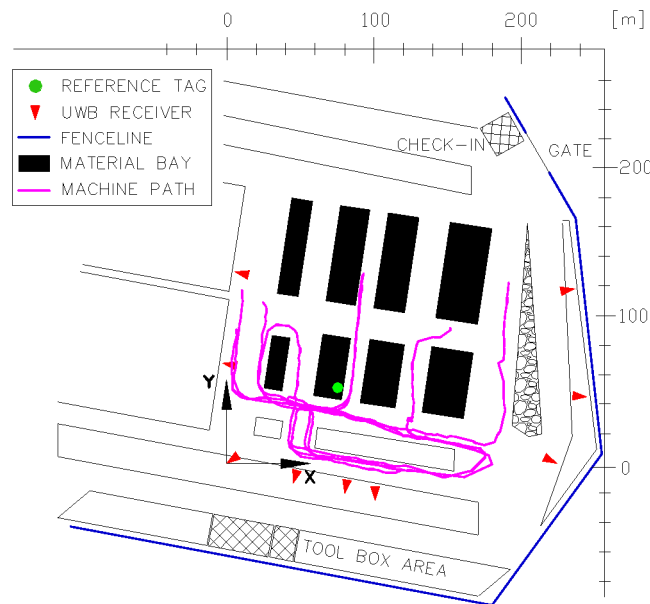 0 100 200 [m]
REFERENCE TAG
UWB RECEIVER
FENCELINE
MATERIAL BAY
MACHINE PATH
CHECK-IN
GATE
200
100
Y
X
0
TOOL BOX AREA